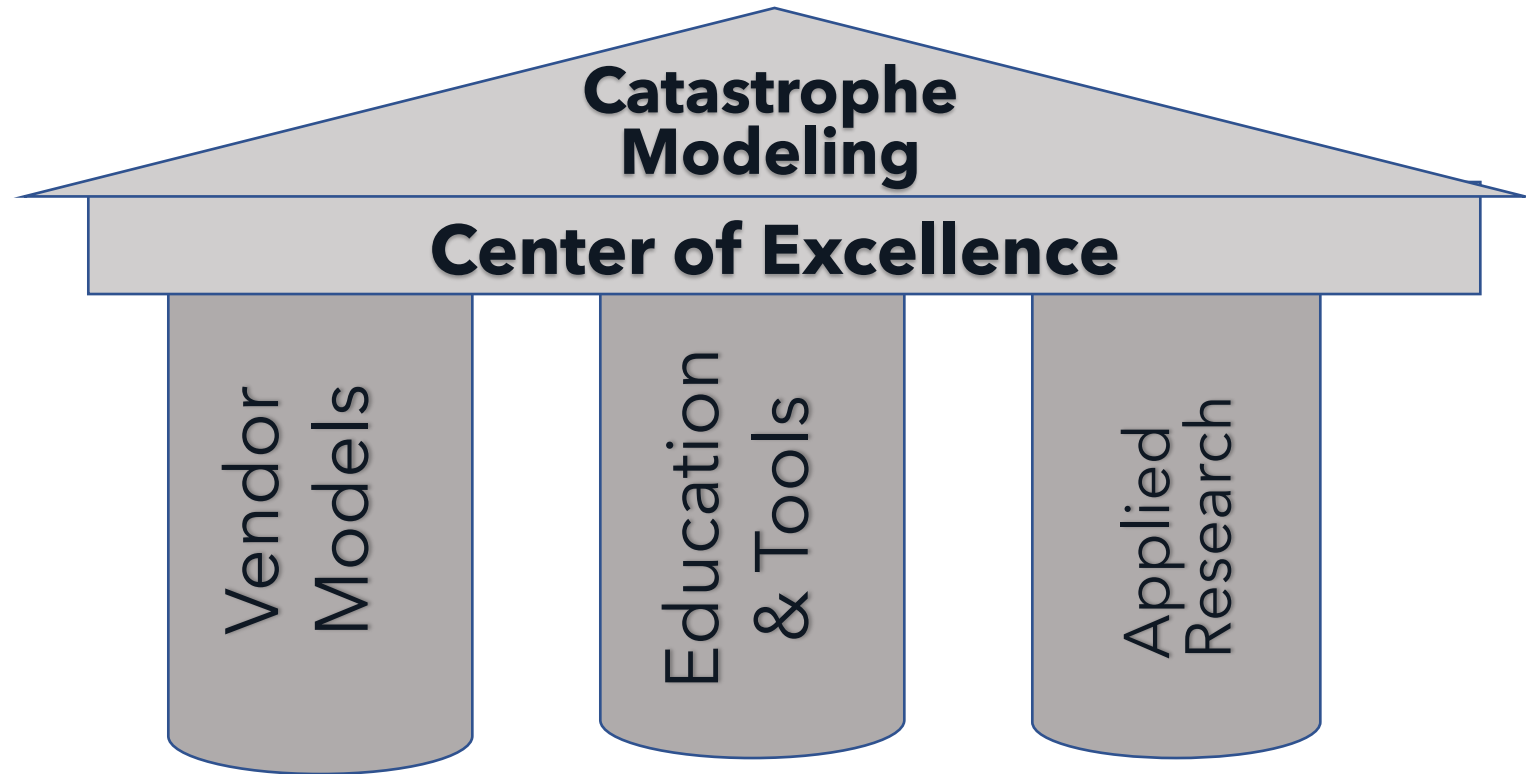 Catastrophe
Modeling
Center of Excellence
Vendor
Models
Education
& Tools
Applied
Research